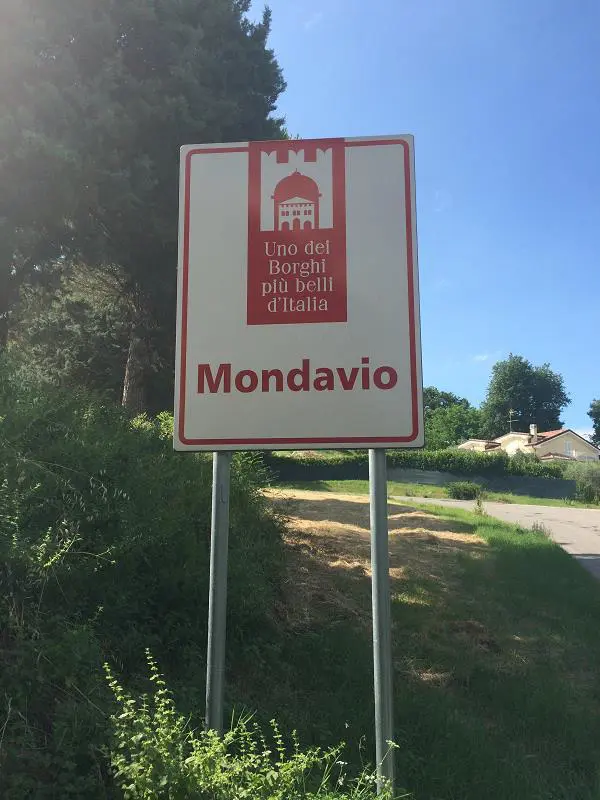 Uno dei
Borghi
più belli
d'Italia
Mondavio